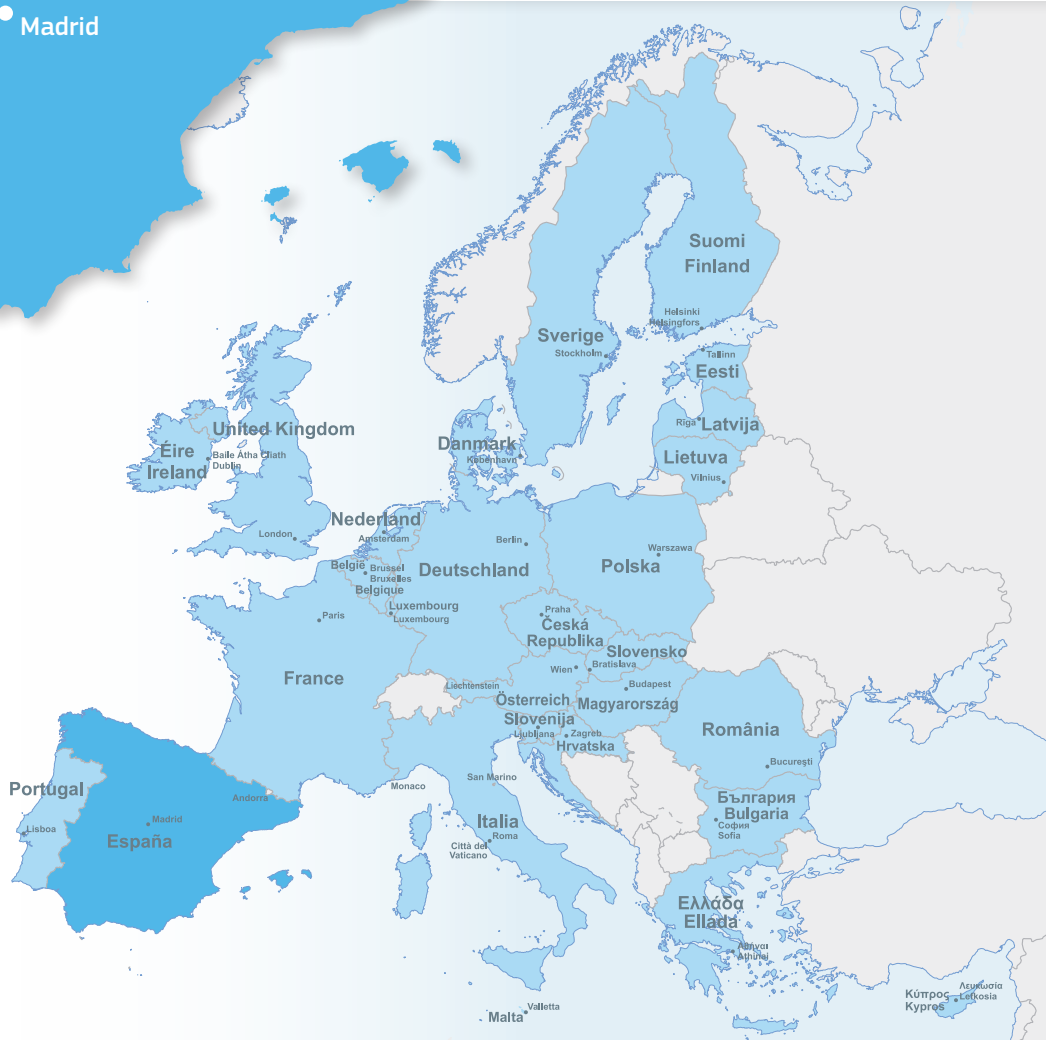 Madrid
Suomi
Finland
Helsinki
Helsingfors
Sverige
Stockholm
Tallinn
Eesti
Riga
Latvija
Lietuva
Vilnius
United Kingdom
Éire
Ireland
Baile Átha Cliath
Dublin
London
Danmark
København
Nederland
Amsterdam
België
Brussel
Bruxelles
Belgique
Luxembourg
Luxembourg
Berlin
Deutschland
Warszawa
Polska
Praha
Česká
Republika
Slovensko
Bratislava
Wien
Liechtenstein
Österreich
Budapest
Magyarország
Slovenija
Ljubljana
Zagreb
Hrvatska
Paris
France
România
Bucureşti
България
Bulgaria
София
Sofia
Portugal
Lisboa
Madrid
España
Andorra
Monaco
San Marino
Italia
Roma
Città del
Vaticano
Ελλάδα
Ellada
Αθήναι
Athinai
Malta
Valletta
Κύπρος
Kypros
Λευκωσία
Lefkosia